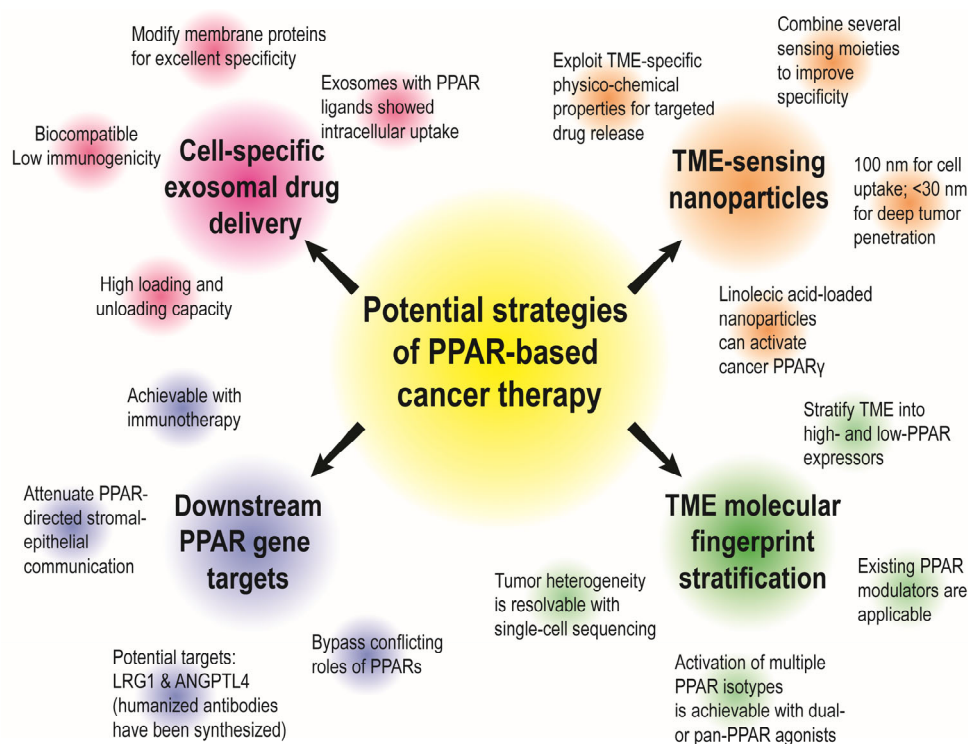 Modify membrane proteins
for excellent specificity
Exosomes with PPAR
ligands showed
intracellular uptake
Biocompatible
Low immunogenicity
Cell-specific
exosomal drug
delivery
High loading and
unloading capacity
Combine several
sensing moieties
to improve
specificity
Exploit TME-specific
physico-chemical
properties for targeted
drug release
TME-sensing
nanoparticles
100 nm for cell
uptake; <30 nm
for deep tumor
penetration
Linolecic acid-loaded
nanoparticles
can activate
cancer PPARγ
Potential strategies
of PPAR-based
cancer therapy
Achievable with
immunotherapy
Attenuate PPAR-
directed stromal-
epithelial
communication
Downstream
PPAR gene
targets
Bypass conflicting
roles of PPARs
Potential targets:
LRG1 & ANGPTL4
(humanized antibodies
have been synthesized)
Stratify TME into
high- and low-PPAR
expressors
TME molecular
fingerprint
stratification
Tumor heterogeneity
is resolvable with
single-cell sequencing
Existing PPAR
modulators are
applicable
Activation of multiple
PPAR isotypes
is achievable with dual-
or pan-PPAR agonists